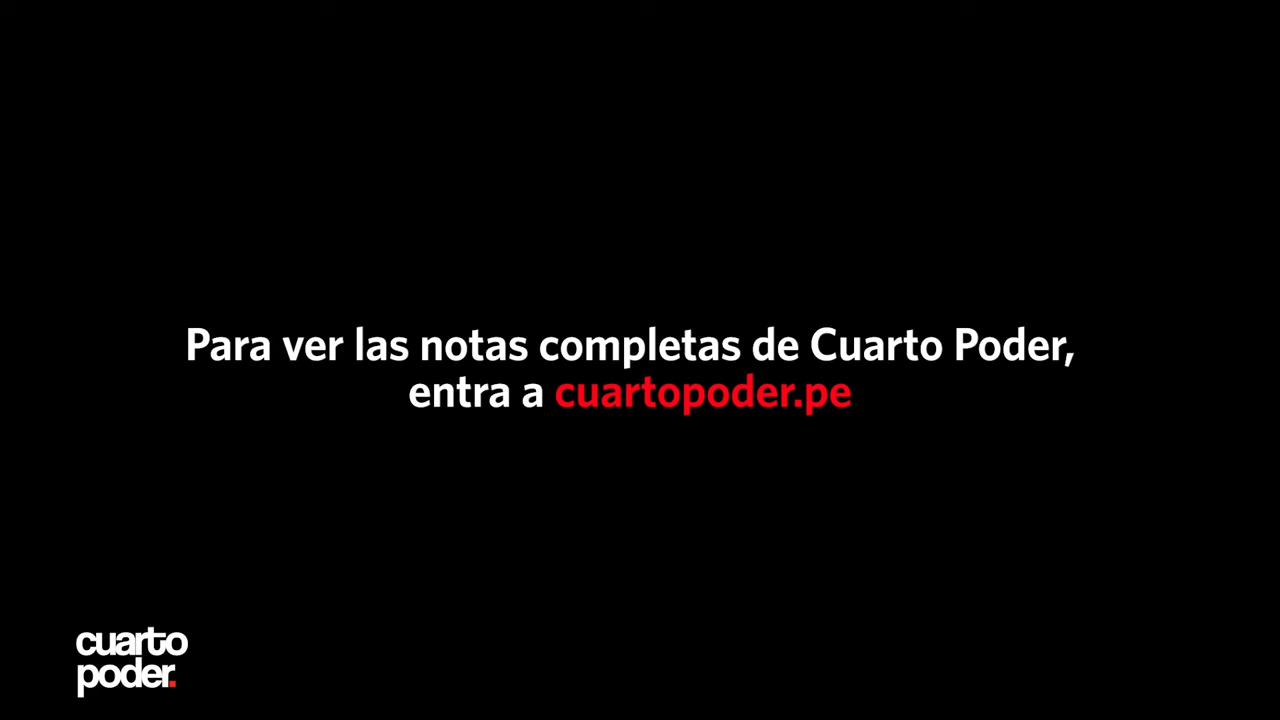 Para ver las notas completas de Cuarto Poder,
entra a cuartopoder.pe
cuarto
poder.